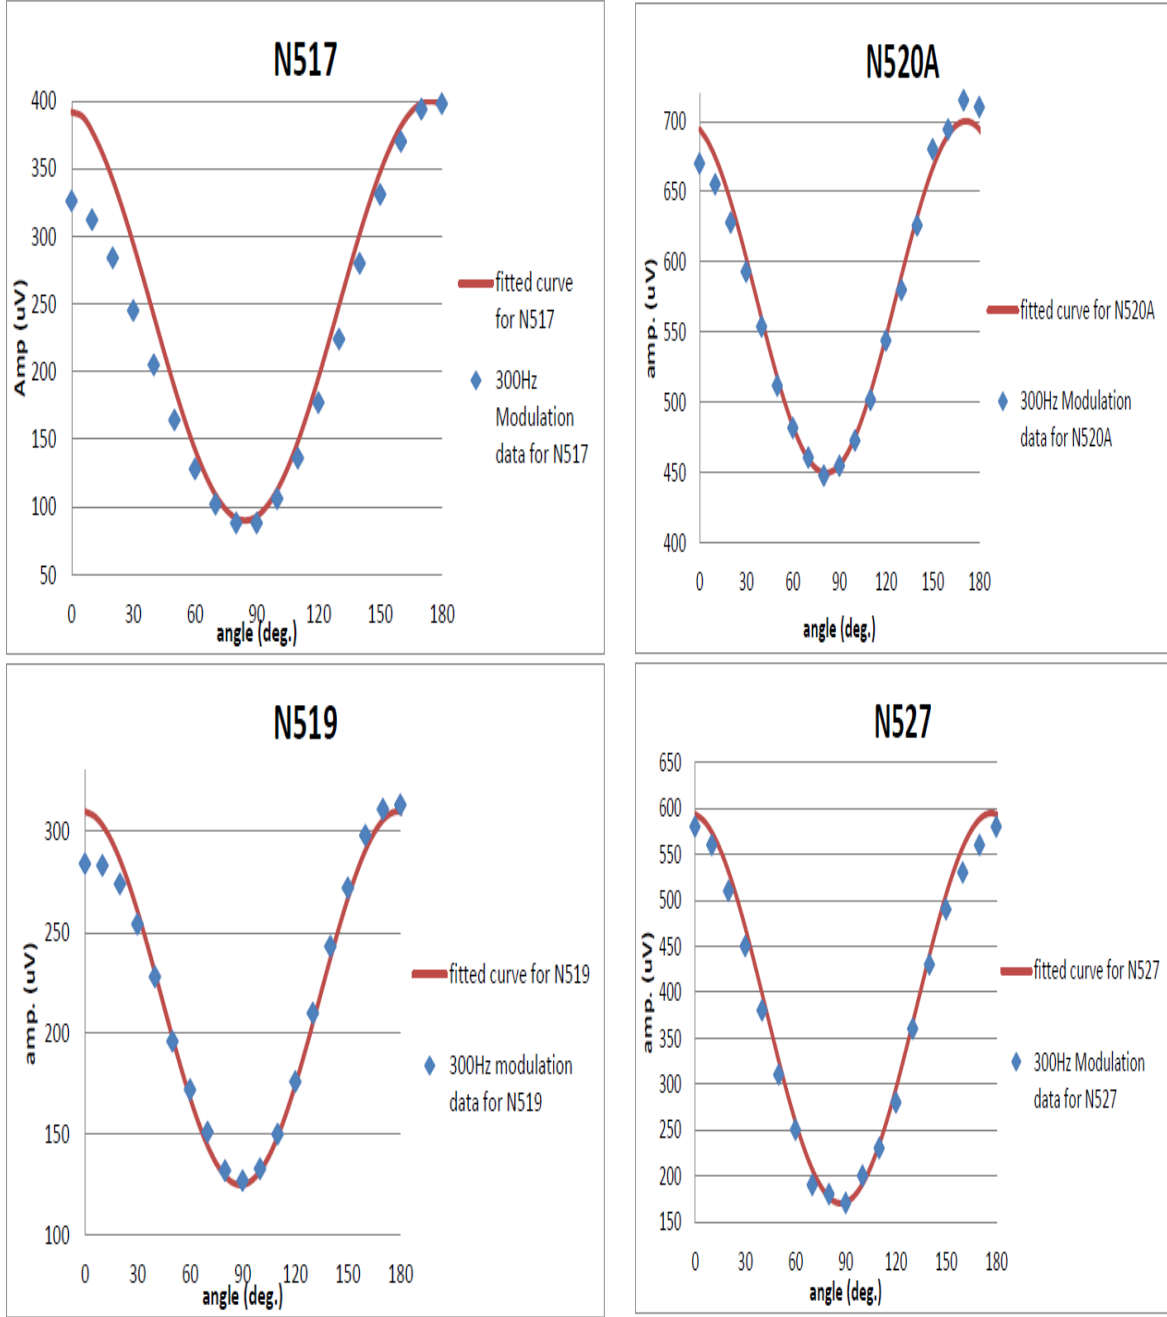 N517
400
350
300
250
200
150
100
50
Amp (uV)
0 30 60 90 120 150 180
angle (deg.)
fitted curve
for N517
300Hz
Modulation
data for N517
N520A
700
650
600
550
500
450
400
amp. (uV)
0 30 60 90 120 150 180
angle (deg.)
fitted curve for N520A
300Hz Modulation
data for N520A
N519
300
250
200
150
100
amp. (uV)
0 30 60 90 120 150 180
angle (deg.)
fitted curve for N519
300Hz modulation
data for N519
N527
650
600
550
500
450
400
350
300
250
200
150
amp. (uV)
0 30 60 90 120 150 180
angle (deg.)
fitted curve for N527
300Hz Modulation
data for N527